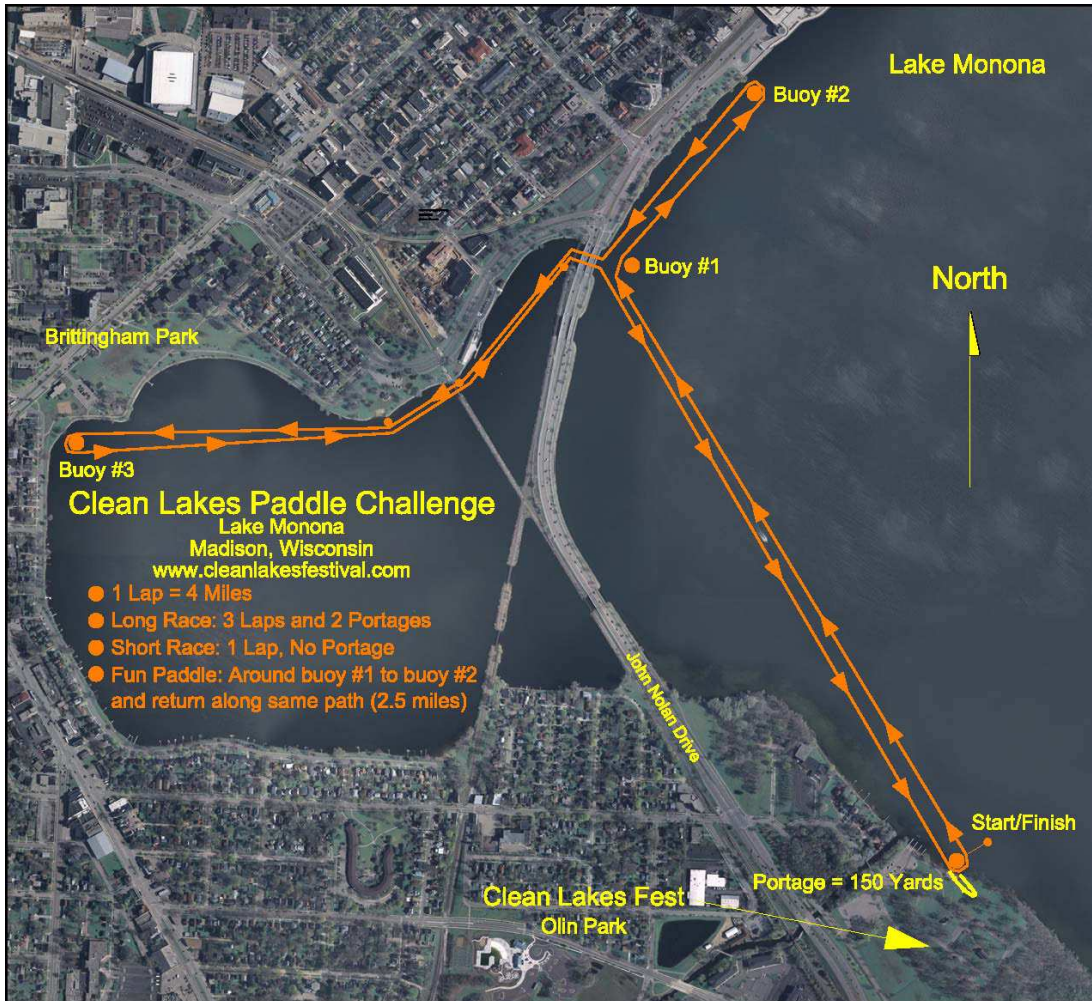 Lake Monona
Buoy #2
Buoy #1
North
Brittingham Park
Buoy #3
Clean Lakes Paddle Challenge
Lake Monona
Madison, Wisconsin
www.cleanlakesfestival.com
1 Lap = 4 Miles
Long Race: 3 Laps and 2 Portages
Short Race: 1 Lap, No Portage
Fun Paddle: Around buoy #1 to buoy #2
and return along same path (2.5 miles)
John Nolan Drive
Start/Finish
Portage = 150 Yards
Clean Lakes Fest
Olin Park